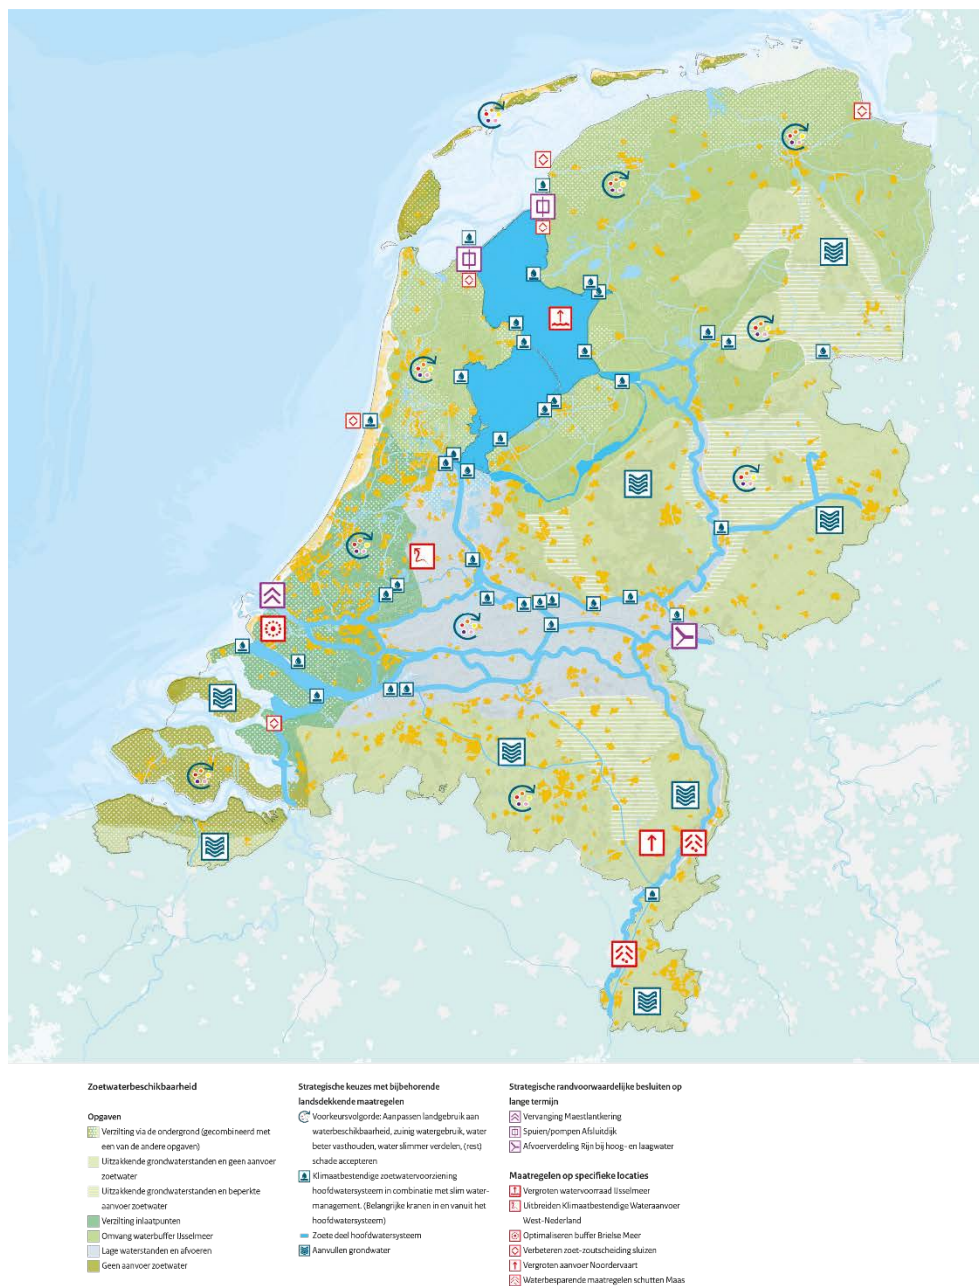 Zoetwaterbeschikbaarheid
Opgaven
Verzilting via de ondergrond (gecombineerd met
een van de andere opgaven)
Uitzakkende grondwaterstanden en geen aanvoer
zoetwater
Uitzakkende grondwaterstanden en beperkte
aanvoer zoetwater
Verzilting inlaatpunten
Omvang waterbuffer IJsselmeer
Lage waterstanden en afvoeren
Geen aanvoer zoetwater
Strategische keuzes met bijbehorende
landsdekkende maatregelen
Voorkeursvolgorde: Aanpassen landgebruik aan
waterbeschikbaarheid, zuinig watergebruik, water
beter vasthouden, water slimmer verdelen, (rest)
schade accepteren
Klimaatbestendige zoetwatervoorziening
hoofdwatersysteem in combinatie met slim water-
management. (Belangrijke kranen in en vanuit het
hoofdwatersysteem)
Zoete deel hoofdwatersysteem
Aanvullen grondwater
Strategische randvoorwaardelijke besluiten op
lange termijn
Vervanging Maestlantkering
Spuien/pompen Afsluitdijk
Afvoerverdeling Rijn bij hoog- en laagwater
Maatregelen op specifieke locaties
Vergroten watervoorraad IJsselmeer
Uitbreiden Klimaatbestendige Wateraanvoer
West-Nederland
Optimaliseren buffer Brielse Meer
Verbeteren zoet-zoutscheiding sluizen
Vergroten aanvoer Noordervaart
Waterbesparende maatregelen schutten Maas